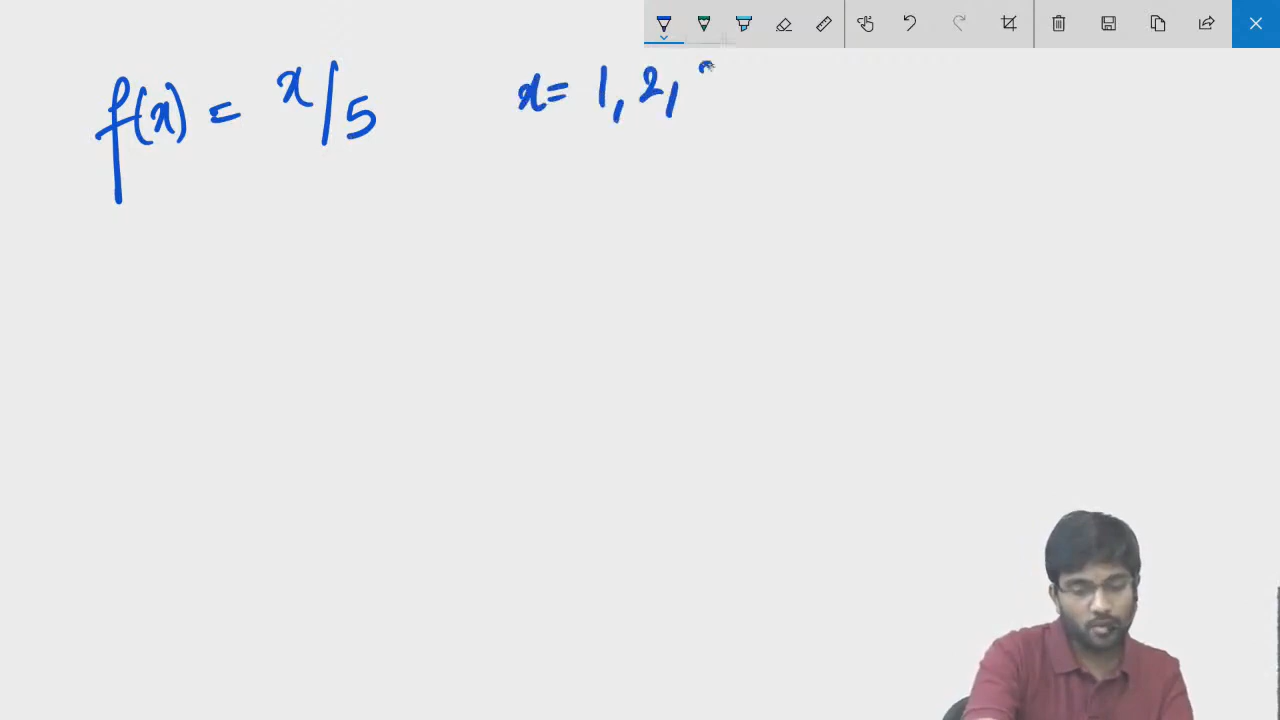 f(x) = x/5 x= 1, 2,